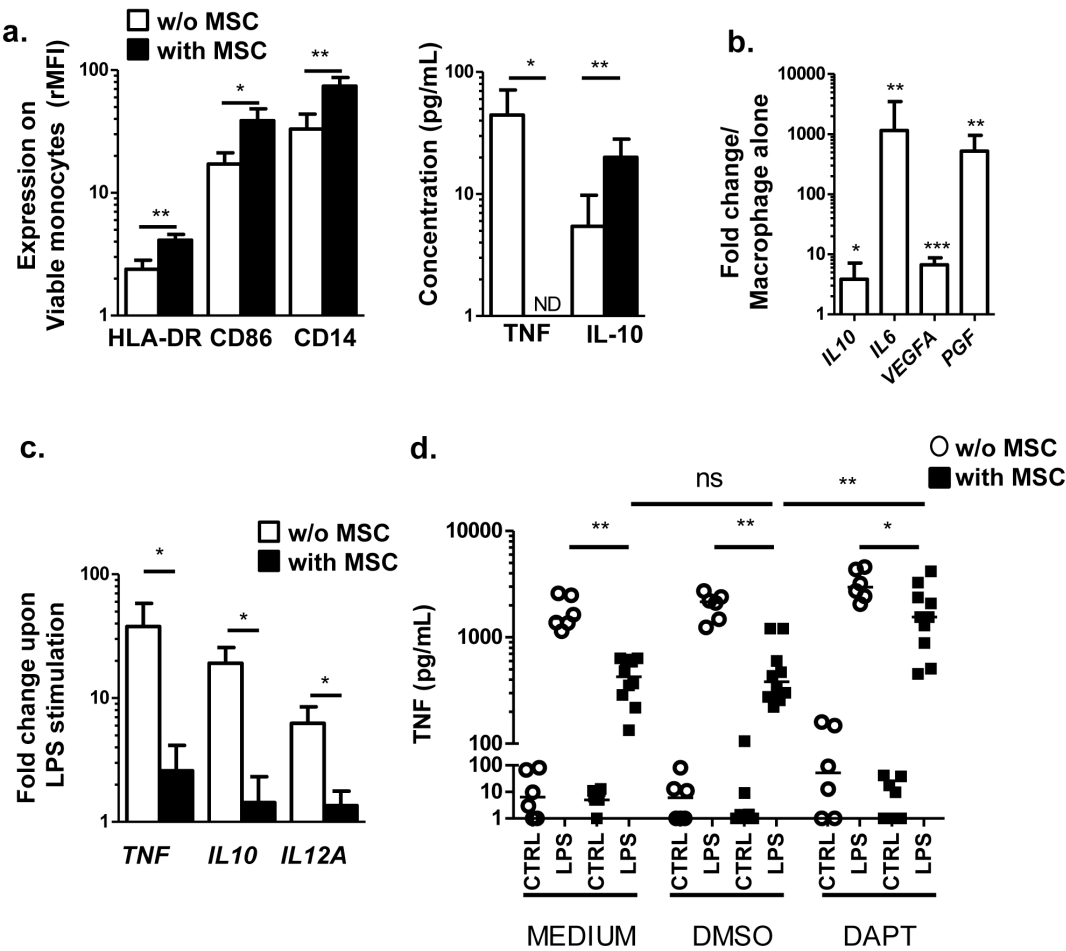 a.
w/o MSC
with MSC
Expression on
Viable monocytes (rMFI)
100
10
1
**
*
**
HLA-DR CD86 CD14
Concentration (pg/mL)
100
10
1
*
**
ND
TNF IL-10
b.
Fold change/
Macrophage alone
10000
1000
100
10
1
*
**
***
**
IL10
IL6
VEGFA
PGF
c.
w/o MSC
with MSC
Fold change upon
LPS stimulation
100
10
1
*
*
*
TNF IL10 IL12A
d.
w/o MSC
with MSC
ns
**
**
**
*
TNF (pg/mL)
10000
1000
100
100
10
1
CTRL
LPS
CTRL
LPS
CTRL
LPS
CTRL
LPS
CTRL
LPS
CTRL
LPS
MEDIUM DMSO DAPT